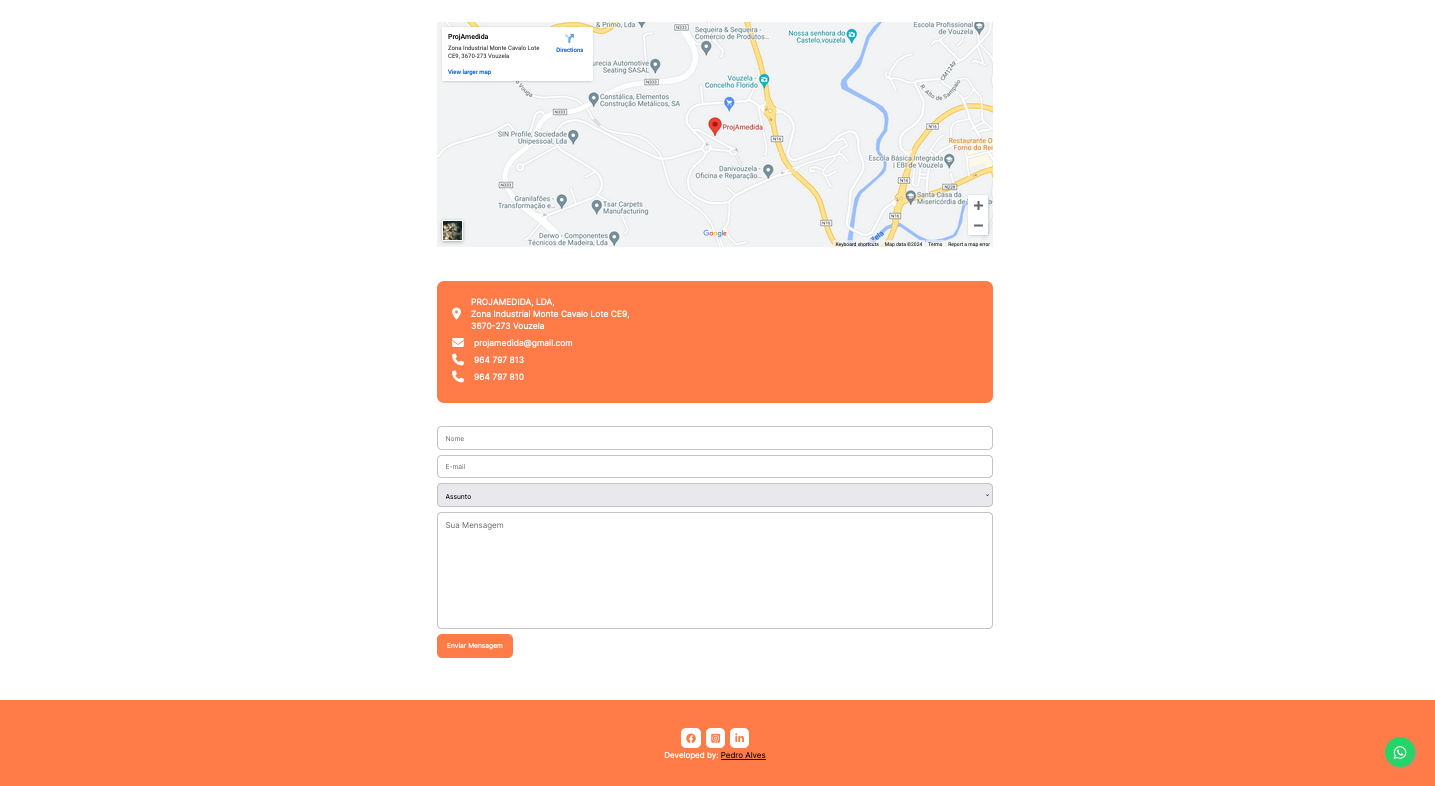 & Primo, Lda
N333
Sequeira & Sequeira -
Comércio de Produtos...
Nossa senhora do
Castelo,vouzela
Escola Profissional
de Vouzela
ProjAmedida
Zona Industrial Monte Cavalo Lote
CE9, 3670-273 Vouzela
Directions
View larger map
urecia Automotive
Seating SASAL
Vouzela -
Concelho Florido
CM1249
R. Alto de Sampaio
Vouga
N333
Constálica, Elementos
Construção Metálicos, SA
N333
ProjAmedida
SIN Profile, Sociedade
Unipessoal, Lda
N16
N16
Restaurante O
Forno do Rei
Escola Básica Integrada
| EBI de Vouzela
Danivouzela -
Oficina e Reparação...
N333
N16
N228
Granilafões -
Transformação e...
Tsar Carpets
Manufacturing
Santa Casa da
Misericórdia de
N16
N16
Derwo - Componentes
Técnicos de Madeira, Lda
Google
Keyboard shortcuts
Map data ©2024
Terms
Report a map error
PROJAMEDIDA, LDA,
Zona Industrial Monte Cavalo Lote CE9,
3670-273 Vouzela
projamedida@gmail.com
964 797 813
964 797 810
Nome
E-mail
Assunto
Sua Mensagem
Enviar Mensagem
Developed by: Pedro Alves